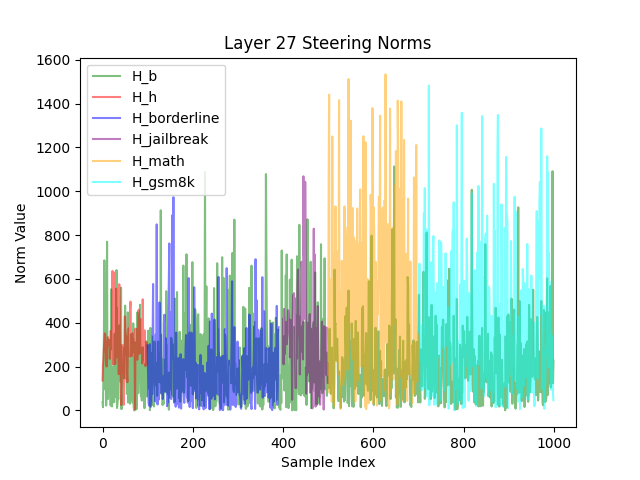 Layer 27 Steering Norms
H_b
H_h
H_borderline
H_jailbreak
H_math
H_gsm8k
Norm Value
1600
1400
1200
1000
800
600
400
200
0
0 200 400 600 800 1000
Sample Index